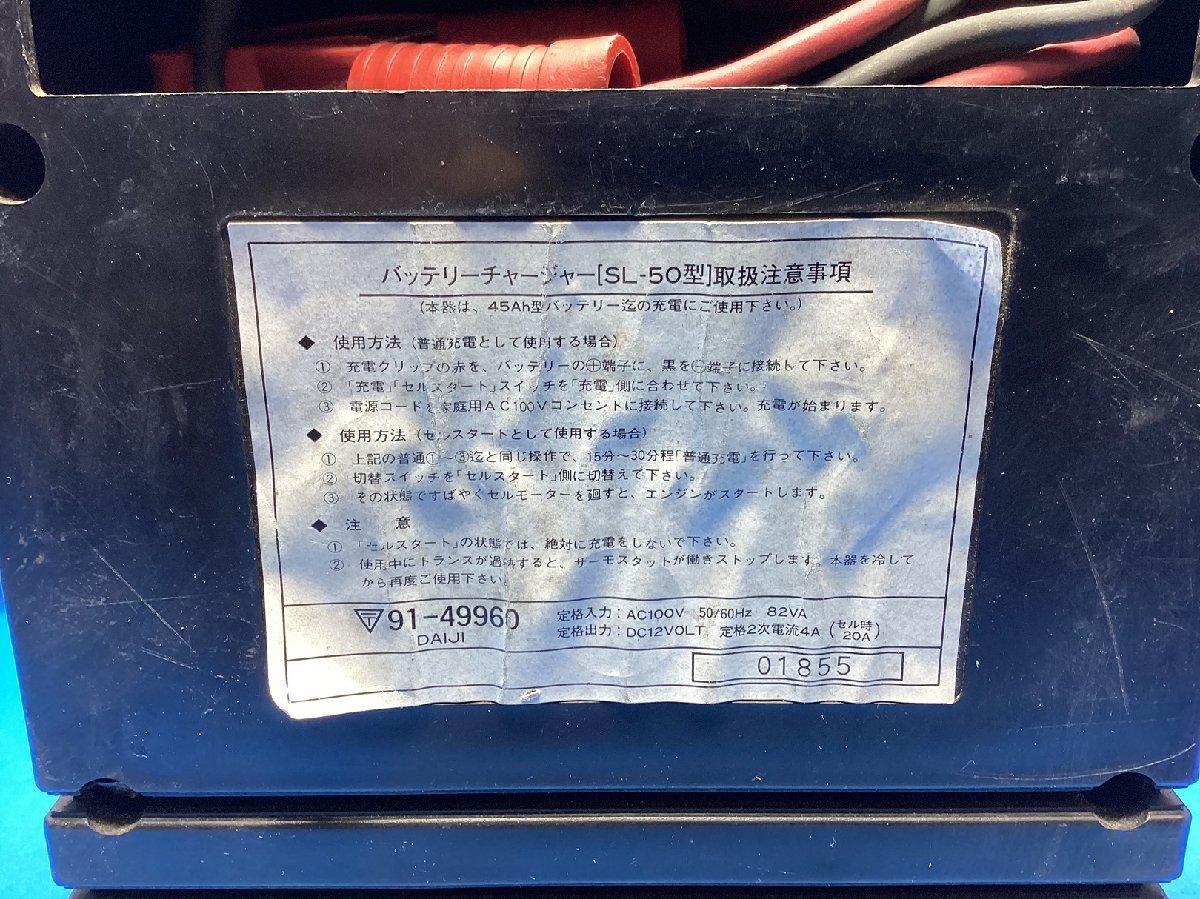 バッテリーチャージャー[SL-50型]取扱注意事項
(本器は、45Ah型バッテリー迄の充電にご使用下さい。)
◆ 使用方法(普通充電として使用する場合)
① 充電クリップの赤を、バッテリーの⊕端子に、黒を⊖端子に接続して下さい。
② 「充電」「セルスタート」スイッチを「充電」側に合わせて下さい。
③ 電源コードを家庭用AC100Vコンセントに接続して下さい。充電が始まります。
◆ 使用方法(セルスタートとして使用する場合)
① 上記の普通①〜③迄と同じ操作で、15分〜30分程「普通充電」を行って下さい。
② 切替スイッチを「セルスタート」側に切替えて下さい。
③ その状態ですばやくセルモーターを廻すと、エンジンがスタートします。
◆ 注 意
① 「セルスタート」の状態では、絶対に充電をしないで下さい。
② 使用中にトランスが過熱すると、サーモスタットが働きストップします。本器を冷して
から再度ご使用下さい。
〒91-49960
DAIJI
定格入力:AC100V 50/60Hz 82VA
定格出力:DC12VOLT 定格2次電流4A(セル時20A)
01855